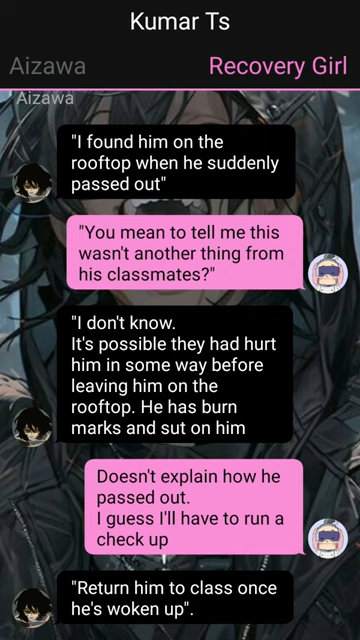 Kumar Ts
Aizawa
Recovery Girl
Aizawa
"I found him on the
rooftop when he suddenly
passed out"
"You mean to tell me this
wasn't another thing from
his classmates?"
"I don't know.
It's possible they had hurt
him in some way before
leaving him on the
rooftop. He has burn
marks and sut on him
Doesn't explain how he
passed out.
I guess I'll have to run a
check up
"Return him to class once
he's woken up".